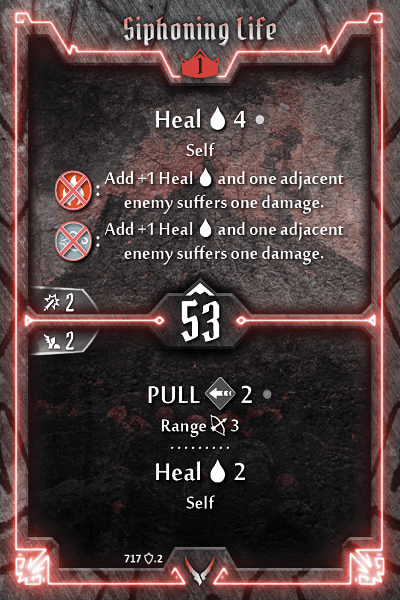 Siphoning Life
1
Heal 4
Self
: Add +1 Heal and one adjacent
enemy suffers one damage.
: Add +1 Heal and one adjacent
enemy suffers one damage.
2
53
2
PULL 2
Range 3
Heal 2
Self
717 .2